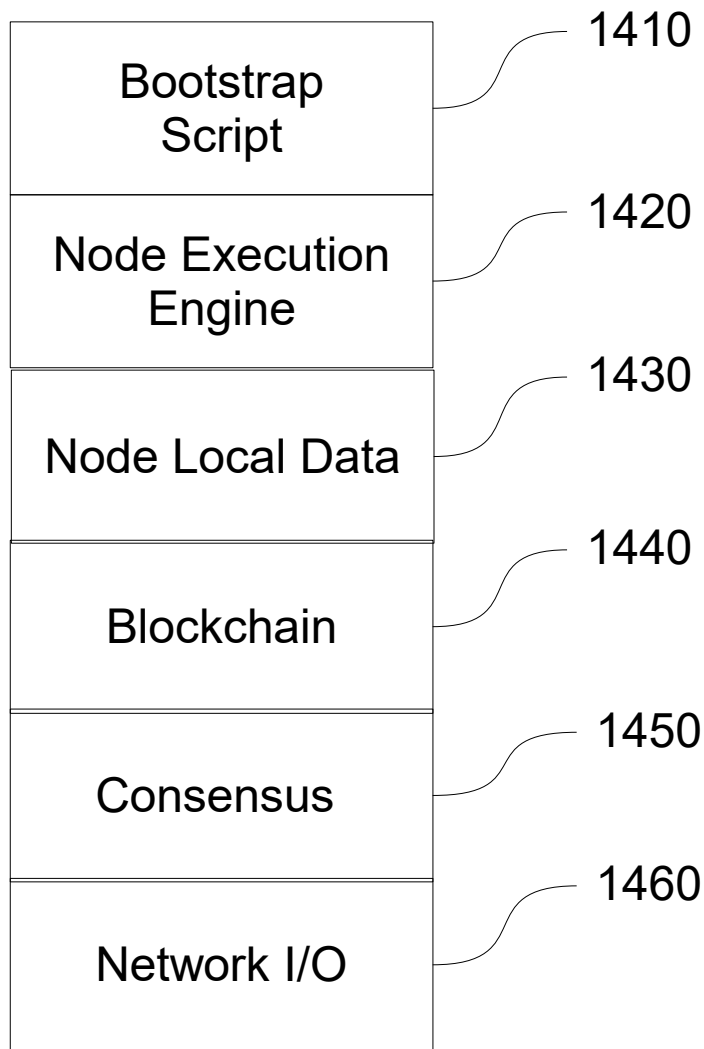 1410
Bootstrap
Script
1420
Node Execution
Engine
1430
Node Local Data
1440
Blockchain
1450
Consensus
1460
Network I/O